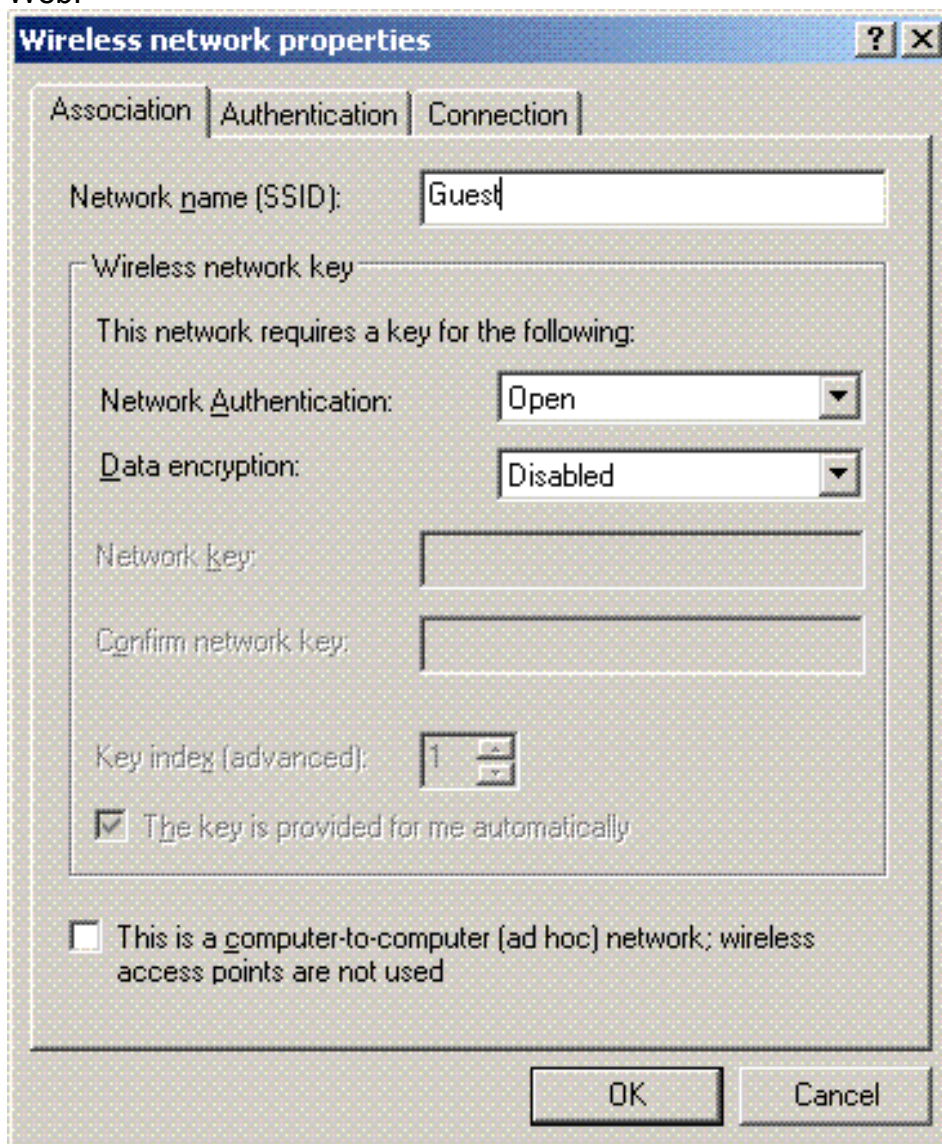 Wireless network properties
Association
Authentication
Connection
Network name (SSID):
Guest
Wireless network key
This network requires a key for the following:
Network Authentication:
Open
Data encryption:
Disabled
Network key:
Confirm network key:
Key index (advanced):
1
The key is provided for me automatically
This is a computer-to-computer (ad hoc) network; wireless
access points are not used
OK
Cancel